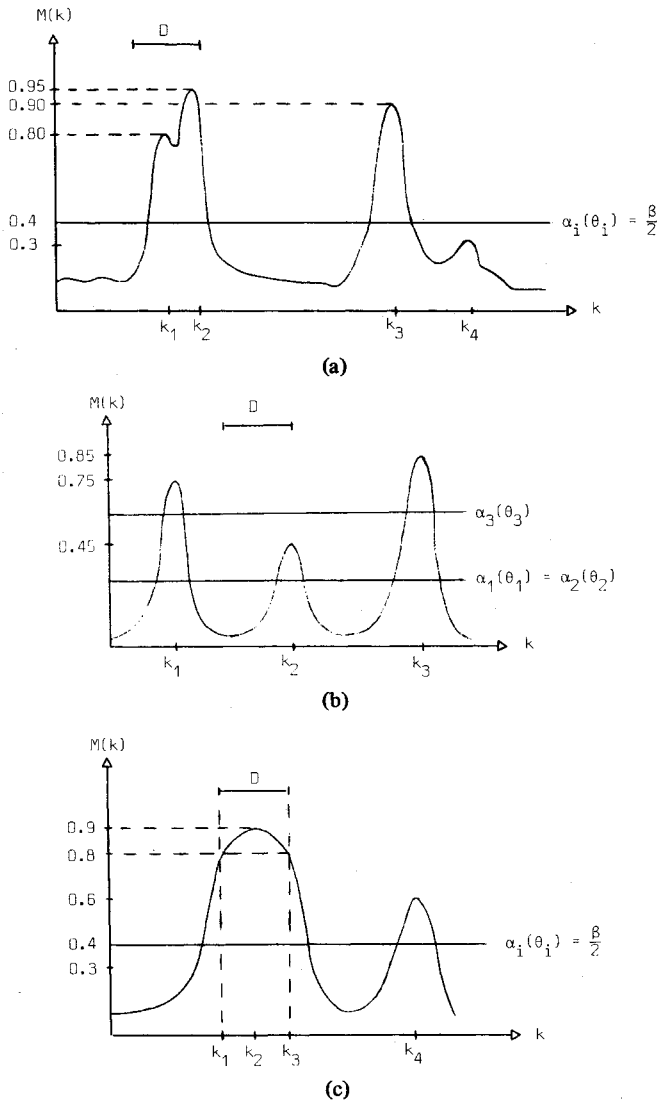 M(k)
D
0.95
0.90
0.80
0.4
αᵢ(θᵢ) = β/2
0.3
k₁ k₂ k₃ k₄ k
(a)
M(k)
D
0.85
0.75
α₃(θ₃)
0.45
α₁(θ₁) = α₂(θ₂)
k₁ k₂ k₃ k
(b)
M(k)
D
0.9
0.8
0.6
0.4
αᵢ(θᵢ) = β/2
0.3
k₁ k₂ k₃ k₄ k
(c)